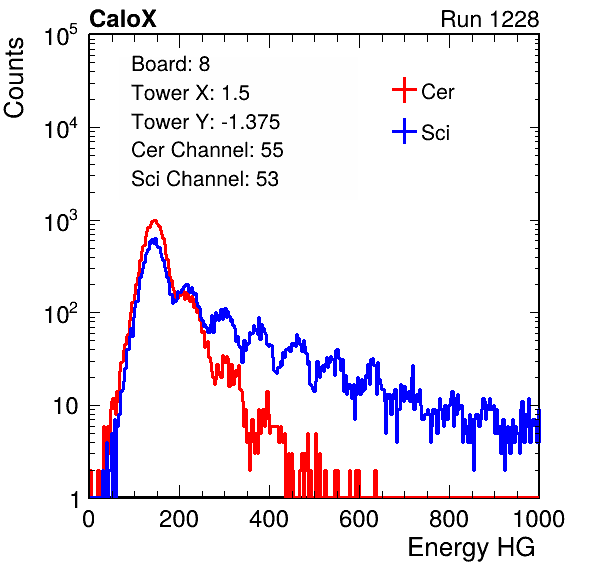 CaloX Run 1228
Counts
Board: 8
Tower X: 1.5
Tower Y: -1.375
Cer Channel: 55
Sci Channel: 53
Cer
Sci
10^5
10^4
10^3
10^2
10
1
0 200 400 600 800 1000
Energy HG